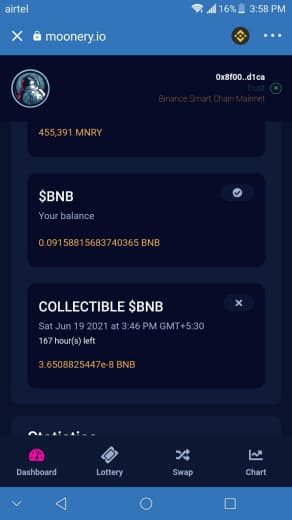 airtel
16% 3:58 PM
moonery.io
0x8f00..d1ca
Trust
Binance Smart Chain Mainnet
455,391 MNRY
$BNB
Your balance
0.09158815683740365 BNB
COLLECTIBLE $BNB
Sat Jun 19 2021 at 3:46 PM GMT+5:30
167 hour(s) left
3.6508825447e-8 BNB
Statistics
Dashboard
Lottery
Swap
Chart